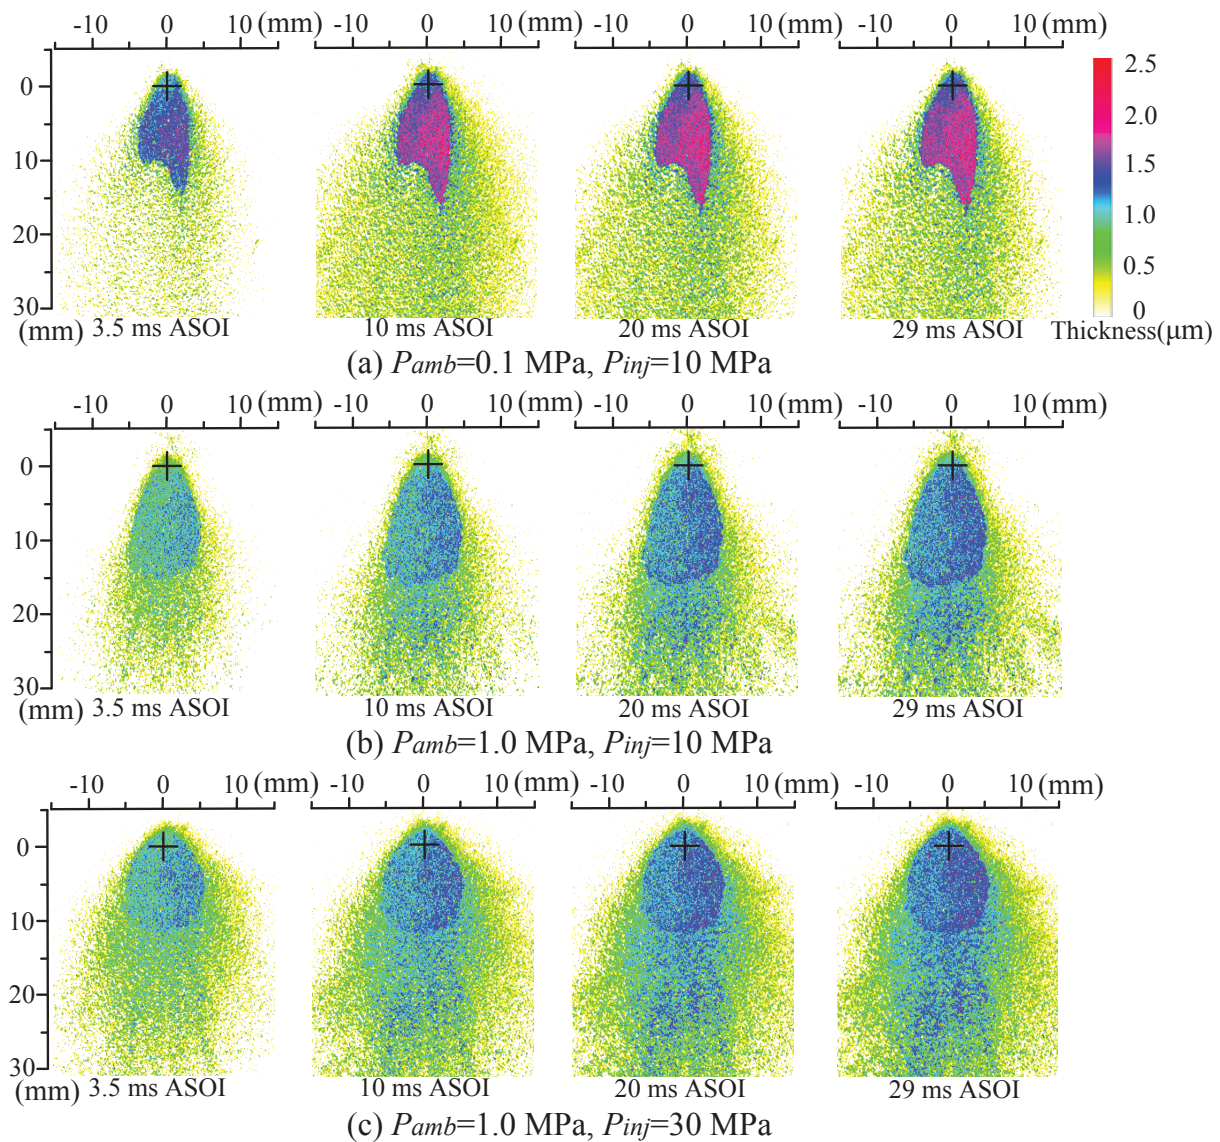 -10 0 10 (mm) -10 0 10 (mm) -10 0 10 (mm) -10 0 10 (mm)
0
10
20
30
(mm)
2.5
2.0
1.5
1.0
0.5
0
Thickness(μm)
3.5 ms ASOI 10 ms ASOI 20 ms ASOI 29 ms ASOI
(a) Pamb=0.1 MPa, Pinj=10 MPa
-10 0 10 (mm) -10 0 10 (mm) -10 0 10 (mm) -10 0 10 (mm)
0
10
20
30
(mm)
3.5 ms ASOI 10 ms ASOI 20 ms ASOI 29 ms ASOI
(b) Pamb=1.0 MPa, Pinj=10 MPa
-10 0 10 (mm) -10 0 10 (mm) -10 0 10 (mm) -10 0 10 (mm)
0
10
20
30
(mm)
3.5 ms ASOI 10 ms ASOI 20 ms ASOI 29 ms ASOI
(c) Pamb=1.0 MPa, Pinj=30 MPa